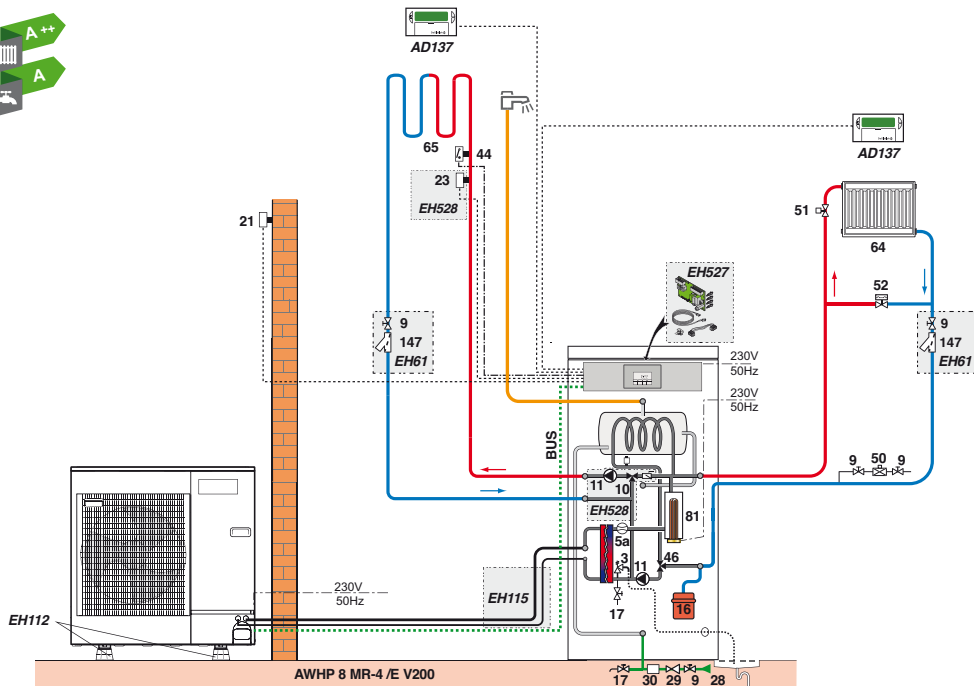 A++
A
AD137
AD137
65
44
23
EH528
21
51
64
52
EH527
9
147
EH61
9
147
EH61
230V
50Hz
230V
50Hz
BUS
9
50
9
11
10
EH528
81
5a
3
11
46
17
16
230V
50Hz
EH115
EH112
AWHP 8 MR-4 /E V200
17
30
29
9
28